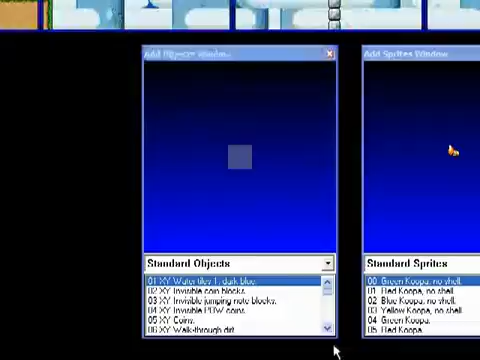 Add Objects Window
Add Sprites Window
Standard Objects
Standard Sprites
01 XY Water tiles 1, dark blue.
02 XY Invisible coin blocks.
03 XY Invisible jumping note blocks.
04 XY Invisible POW coins.
05 XY Coins.
06 XY Walk-through dirt.
00 Green Koopa, no shell.
01 Red Koopa, no shell.
02 Blue Koopa, no shell.
03 Yellow Koopa, no shell.
04 Green Koopa.
05 Red Koopa.